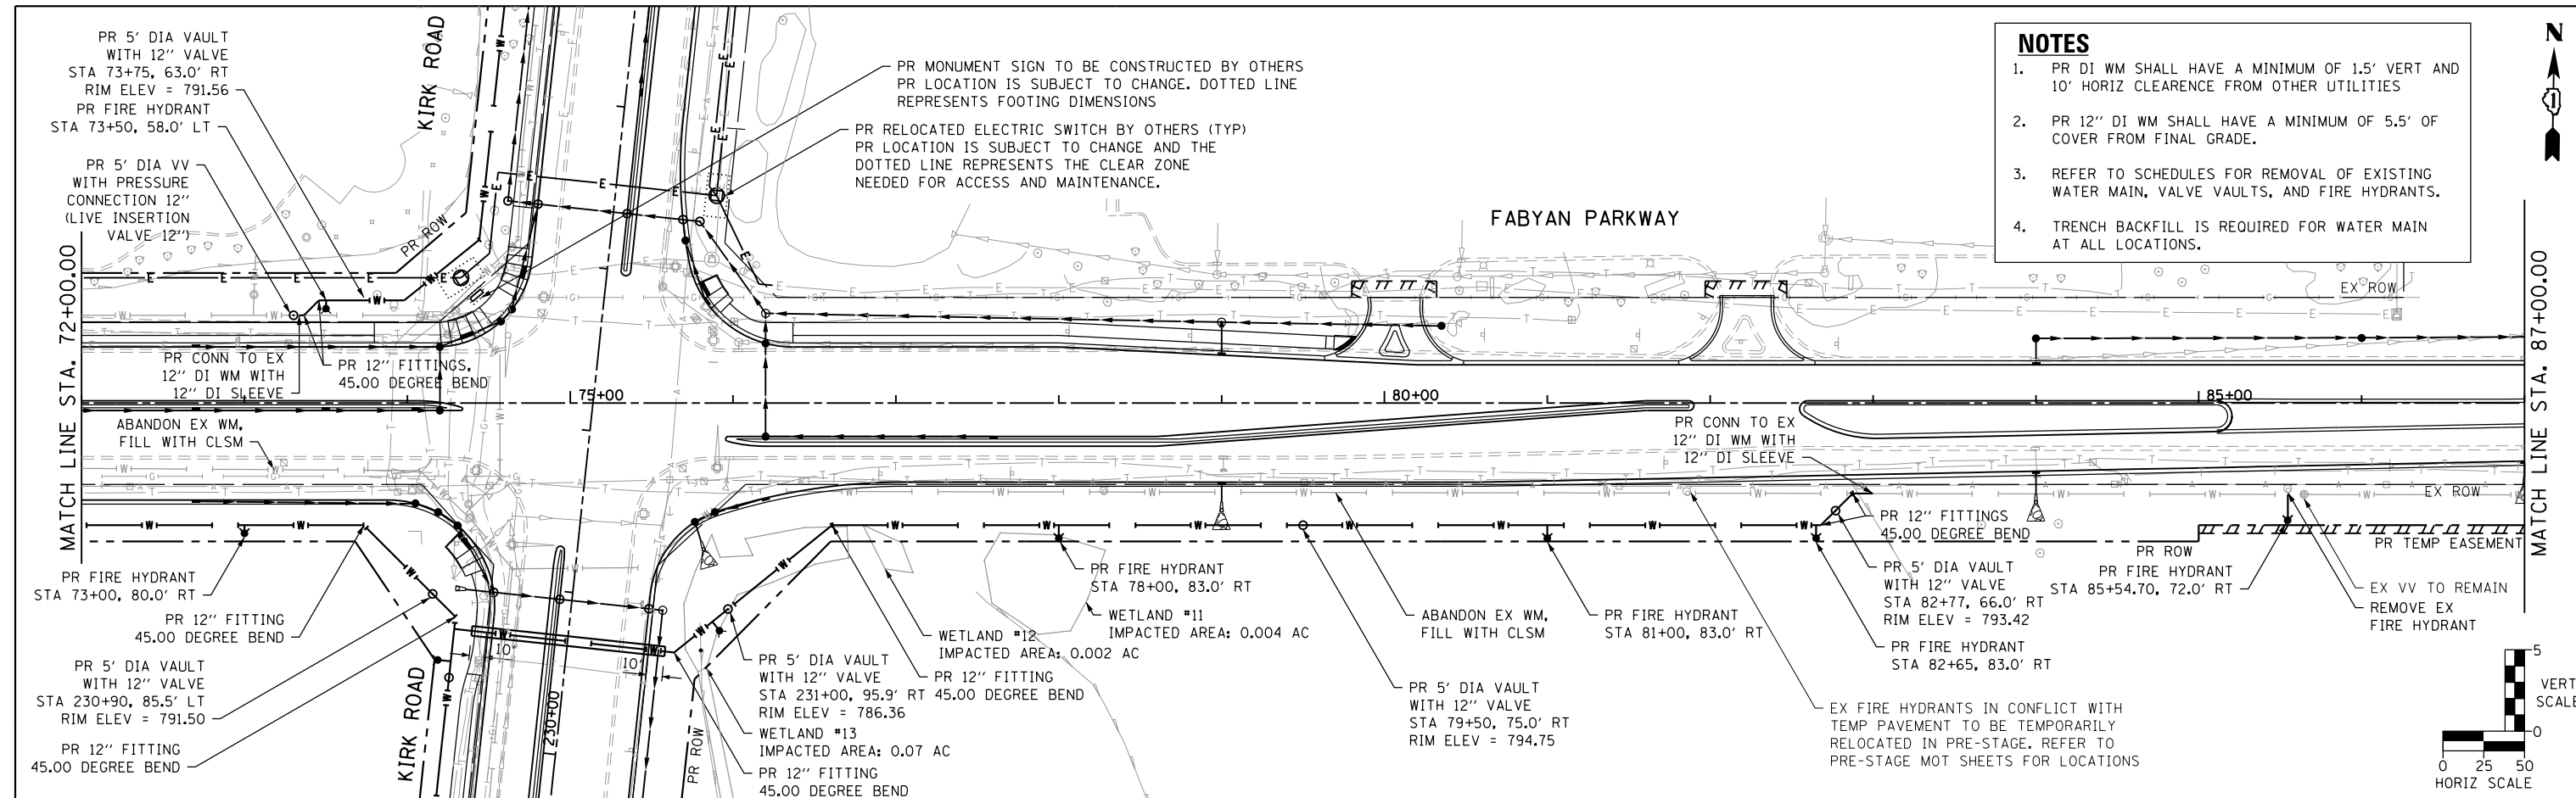 PR 5' DIA VAULT
WITH 12" VALVE
STA 73+75, 63.0' RT
RIM ELEV = 791.56
PR FIRE HYDRANT
STA 73+50, 58.0' LT
PR 5' DIA VV
WITH PRESSURE
CONNECTION 12"
(LIVE INSERTION
VALVE 12")
KIRK ROAD
PR ROW
PR MONUMENT SIGN TO BE CONSTRUCTED BY OTHERS
PR LOCATION IS SUBJECT TO CHANGE. DOTTED LINE
REPRESENTS FOOTING DIMENSIONS
PR RELOCATED ELECTRIC SWITCH BY OTHERS (TYP)
PR LOCATION IS SUBJECT TO CHANGE AND THE
DOTTED LINE REPRESENTS THE CLEAR ZONE
NEEDED FOR ACCESS AND MAINTENANCE.
FABYAN PARKWAY
NOTES
1. PR DI WM SHALL HAVE A MINIMUM OF 1.5' VERT AND
10' HORIZ CLEARENCE FROM OTHER UTILITIES
2. PR 12" DI WM SHALL HAVE A MINIMUM OF 5.5' OF
COVER FROM FINAL GRADE.
3. REFER TO SCHEDULES FOR REMOVAL OF EXISTING
WATER MAIN, VALVE VAULTS, AND FIRE HYDRANTS.
4. TRENCH BACKFILL IS REQUIRED FOR WATER MAIN
AT ALL LOCATIONS.
N
1
EX ROW
MATCH LINE STA. 72+00.00
MATCH LINE STA. 87+00.00
PR CONN TO EX
12" DI WM WITH
12" DI SLEEVE
PR 12" FITTINGS,
45.00 DEGREE BEND
75+00
80+00
85+00
ABANDON EX WM,
FILL WITH CLSM
PR CONN TO EX
12" DI WM WITH
12" DI SLEEVE
EX ROW
PR 12" FITTINGS
45.00 DEGREE BEND
PR TEMP EASEMENT
PR ROW
PR FIRE HYDRANT
STA 73+00, 80.0' RT
PR 12" FITTING
45.00 DEGREE BEND
PR 5' DIA VAULT
WITH 12" VALVE
STA 230+90, 85.5' LT
RIM ELEV = 791.50
PR 12" FITTING
45.00 DEGREE BEND
KIRK ROAD
10'
10'
230+00
PR ROW
PR 5' DIA VAULT
WITH 12" VALVE
STA 231+00, 95.9' RT
RIM ELEV = 786.36
WETLAND #13
IMPACTED AREA: 0.07 AC
PR 12" FITTING
45.00 DEGREE BEND
WETLAND #12
IMPACTED AREA: 0.002 AC
PR 12" FITTING
45.00 DEGREE BEND
PR FIRE HYDRANT
STA 78+00, 83.0' RT
WETLAND #11
IMPACTED AREA: 0.004 AC
PR 5' DIA VAULT
WITH 12" VALVE
STA 79+50, 75.0' RT
RIM ELEV = 794.75
ABANDON EX WM,
FILL WITH CLSM
PR FIRE HYDRANT
STA 81+00, 83.0' RT
PR 5' DIA VAULT
WITH 12" VALVE
STA 82+77, 66.0' RT
RIM ELEV = 793.42
PR FIRE HYDRANT
STA 82+65, 83.0' RT
EX FIRE HYDRANTS IN CONFLICT WITH
TEMP PAVEMENT TO BE TEMPORARILY
RELOCATED IN PRE-STAGE. REFER TO
PRE-STAGE MOT SHEETS FOR LOCATIONS
PR FIRE HYDRANT
STA 85+54.70, 72.0' RT
EX VV TO REMAIN
REMOVE EX
FIRE HYDRANT
5
0
VERT
SCALE
0 25 50
HORIZ SCALE